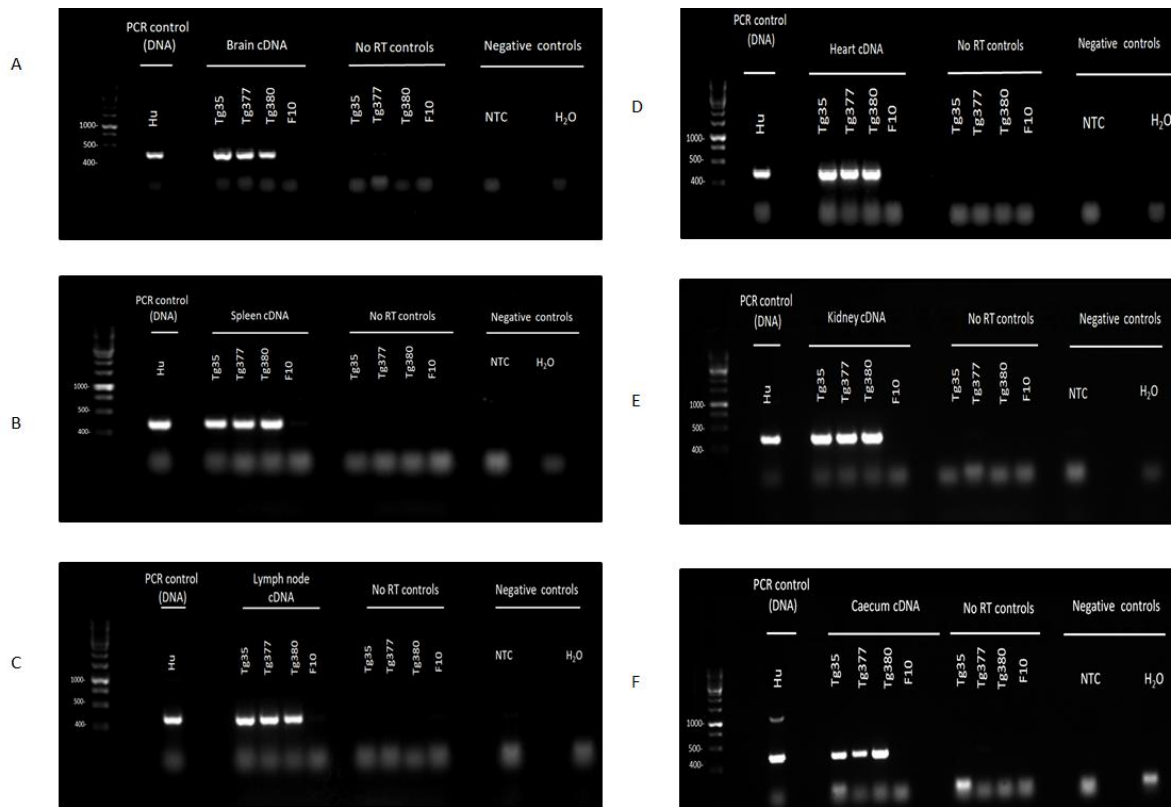 A
PCR control
(DNA)
Brain cDNA
No RT controls
Negative controls
Hu
Tg35
Tg377
Tg380
F10
Tg35
Tg377
Tg380
F10
NTC
H₂O
1000-
500-
400-
B
PCR control
(DNA)
Spleen cDNA
No RT controls
Negative controls
Hu
Tg35
Tg377
Tg380
F10
Tg35
Tg377
Tg380
F10
NTC
H₂O
1000-
500-
400-
C
PCR control
(DNA)
Lymph node
cDNA
No RT controls
Negative controls
Hu
Tg35
Tg377
Tg380
F10
Tg35
Tg377
Tg380
F10
NTC
H₂O
1000-
500-
400-
D
PCR control
(DNA)
Heart cDNA
No RT controls
Negative controls
Hu
Tg35
Tg377
Tg380
F10
Tg35
Tg377
Tg380
F10
NTC
H₂O
1000-
500-
400-
E
PCR control
(DNA)
Kidney cDNA
No RT controls
Negative controls
Hu
Tg35
Tg377
Tg380
F10
Tg35
Tg377
Tg380
F10
NTC
H₂O
1000-
500-
400-
F
PCR control
(DNA)
Caecum cDNA
No RT controls
Negative controls
Hu
Tg35
Tg377
Tg380
F10
Tg35
Tg377
Tg380
F10
NTC
H₂O
1000-
500-
400-